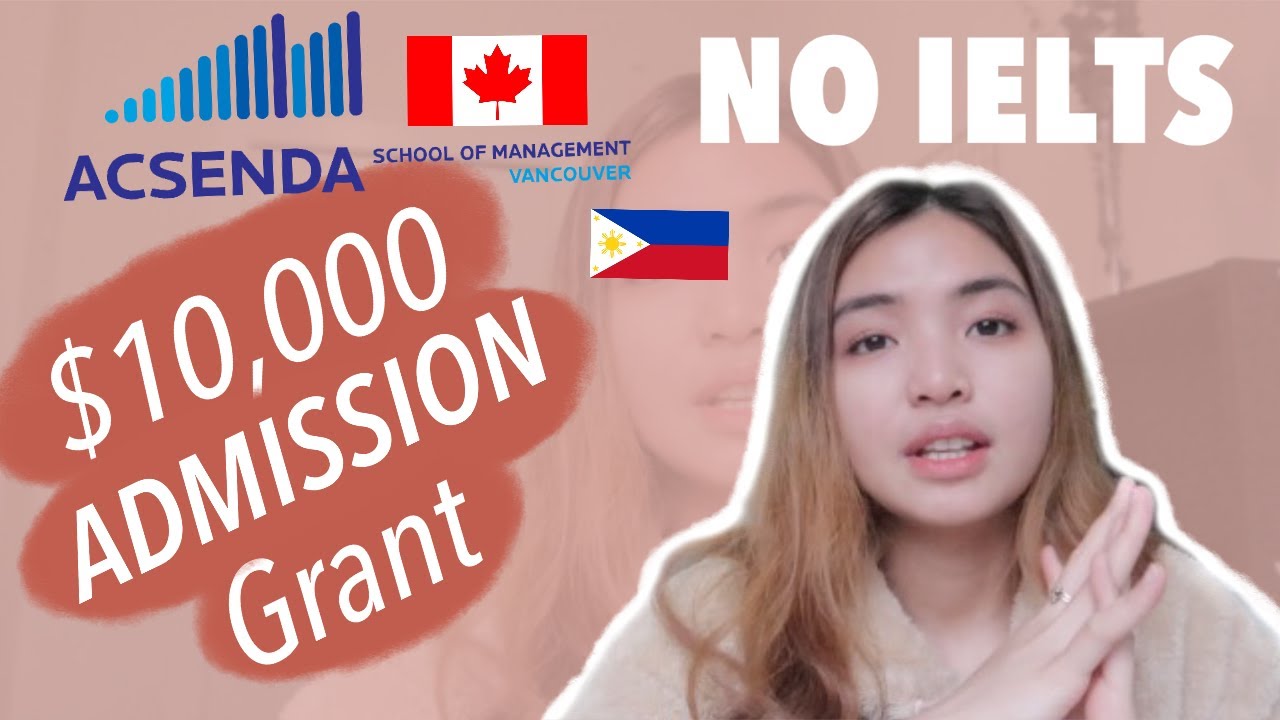 ACSENDA
SCHOOL OF MANAGEMENT
VANCOUVER
NO IELTS
$10,000
ADMISSION
Grant